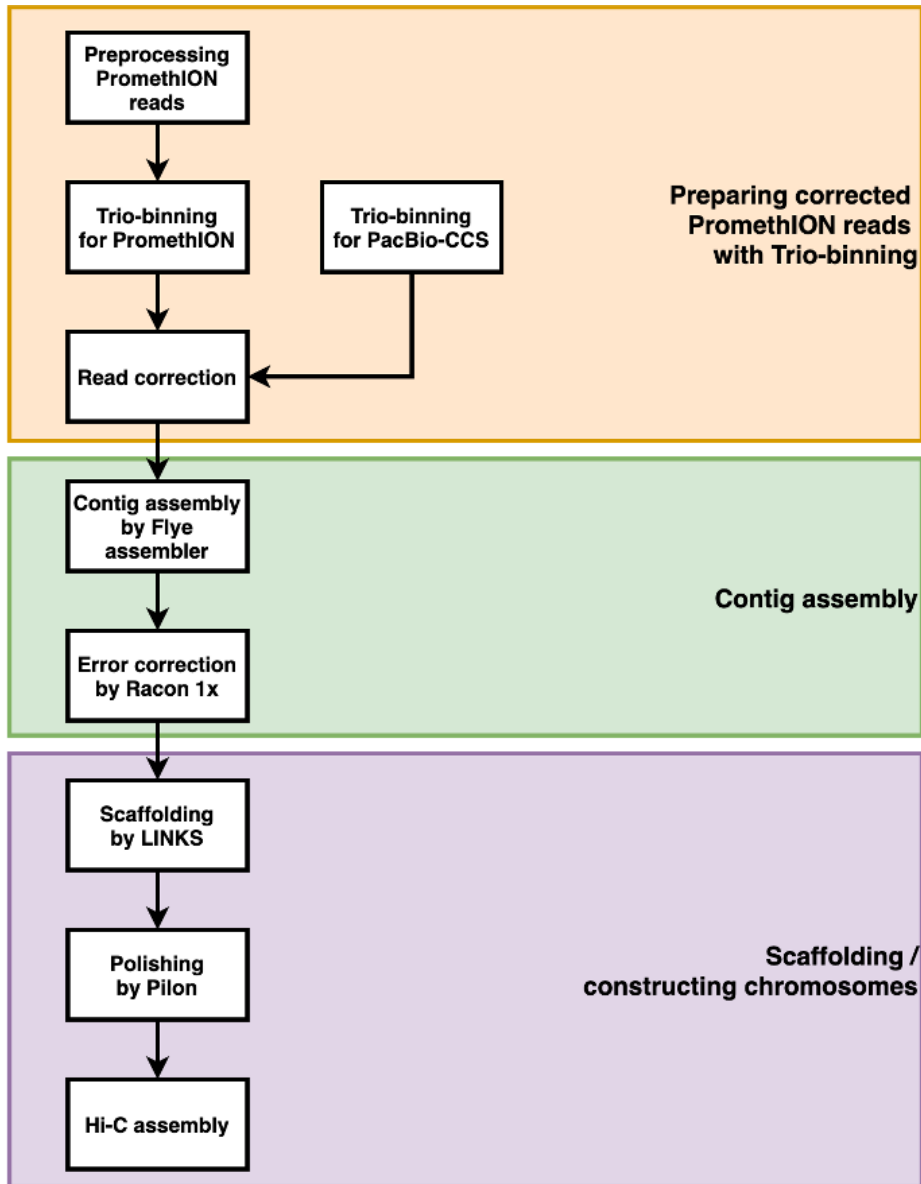 Preprocessing
PromethION
reads
Trio-binning
for PromethION
Trio-binning
for PacBio-CCS
Read correction
Preparing corrected
PromethION reads
with Trio-binning
Contig assembly
by Flye
assembler
Error correction
by Racon 1x
Contig assembly
Scaffolding
by LINKS
Polishing
by Pilon
Hi-C assembly
Scaffolding /
constructing chromosomes